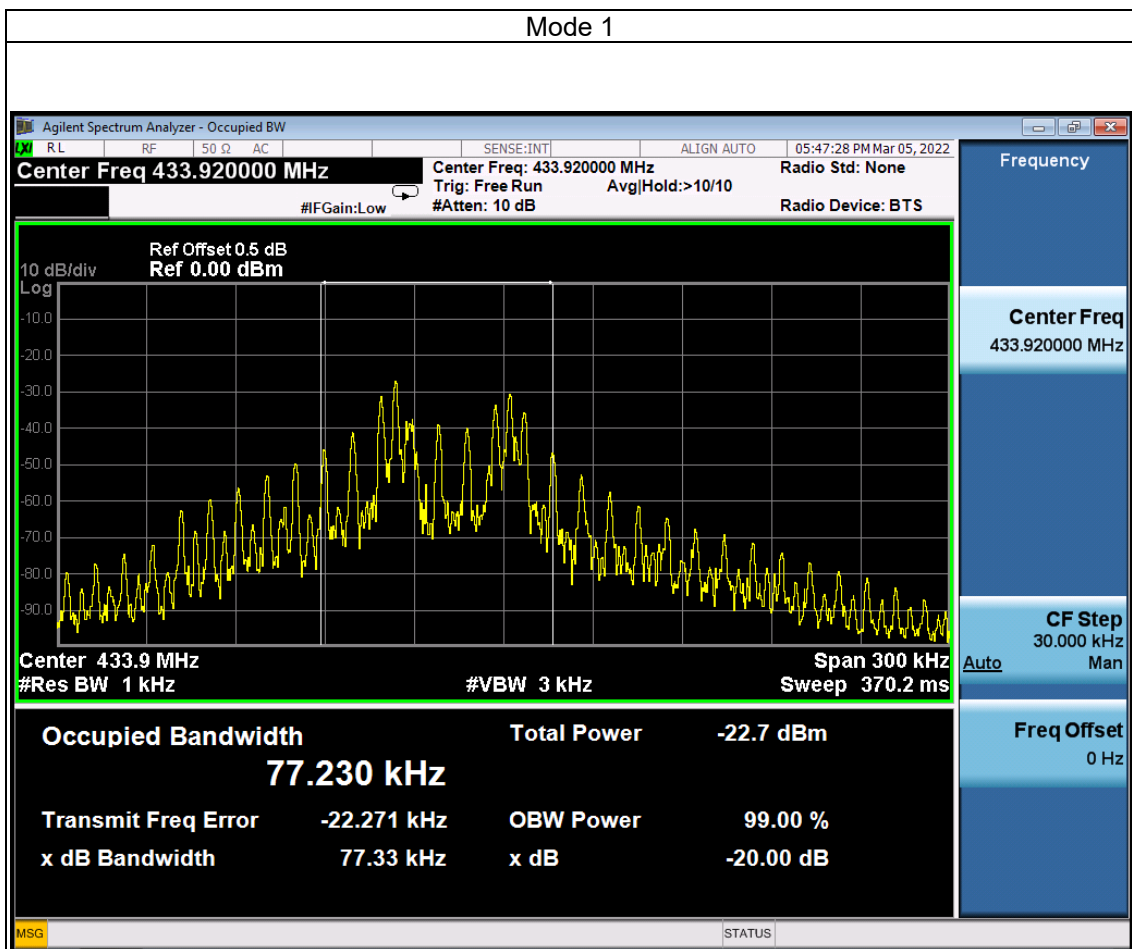 Mode 1
Agilent Spectrum Analyzer - Occupied BW
LXI RL RF 50 Ω AC SENSE:INT ALIGN AUTO 05:47:28 PM Mar 05, 2022
Center Freq 433.920000 MHz
#IFGain:Low
Center Freq: 433.920000 MHz
Trig: Free Run Avg|Hold:>10/10
#Atten: 10 dB
Radio Std: None
Radio Device: BTS
Ref Offset 0.5 dB
10 dB/div Ref 0.00 dBm
Log
-10.0
-20.0
-30.0
-40.0
-50.0
-60.0
-70.0
-80.0
-90.0
Center 433.9 MHz Span 300 kHz
#Res BW 1 kHz #VBW 3 kHz Sweep 370.2 ms
Occupied Bandwidth Total Power -22.7 dBm
77.230 kHz
Transmit Freq Error -22.271 kHz OBW Power 99.00 %
x dB Bandwidth 77.33 kHz x dB -20.00 dB
MSG STATUS
Frequency
Center Freq
433.920000 MHz
CF Step
30.000 kHz
Auto Man
Freq Offset
0 Hz